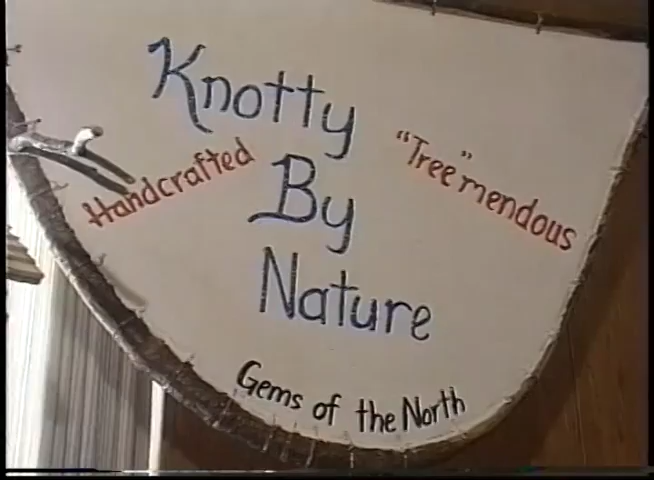 Knotty
Handcrafted
By
"Tree"mendous
Nature
Gems of the North